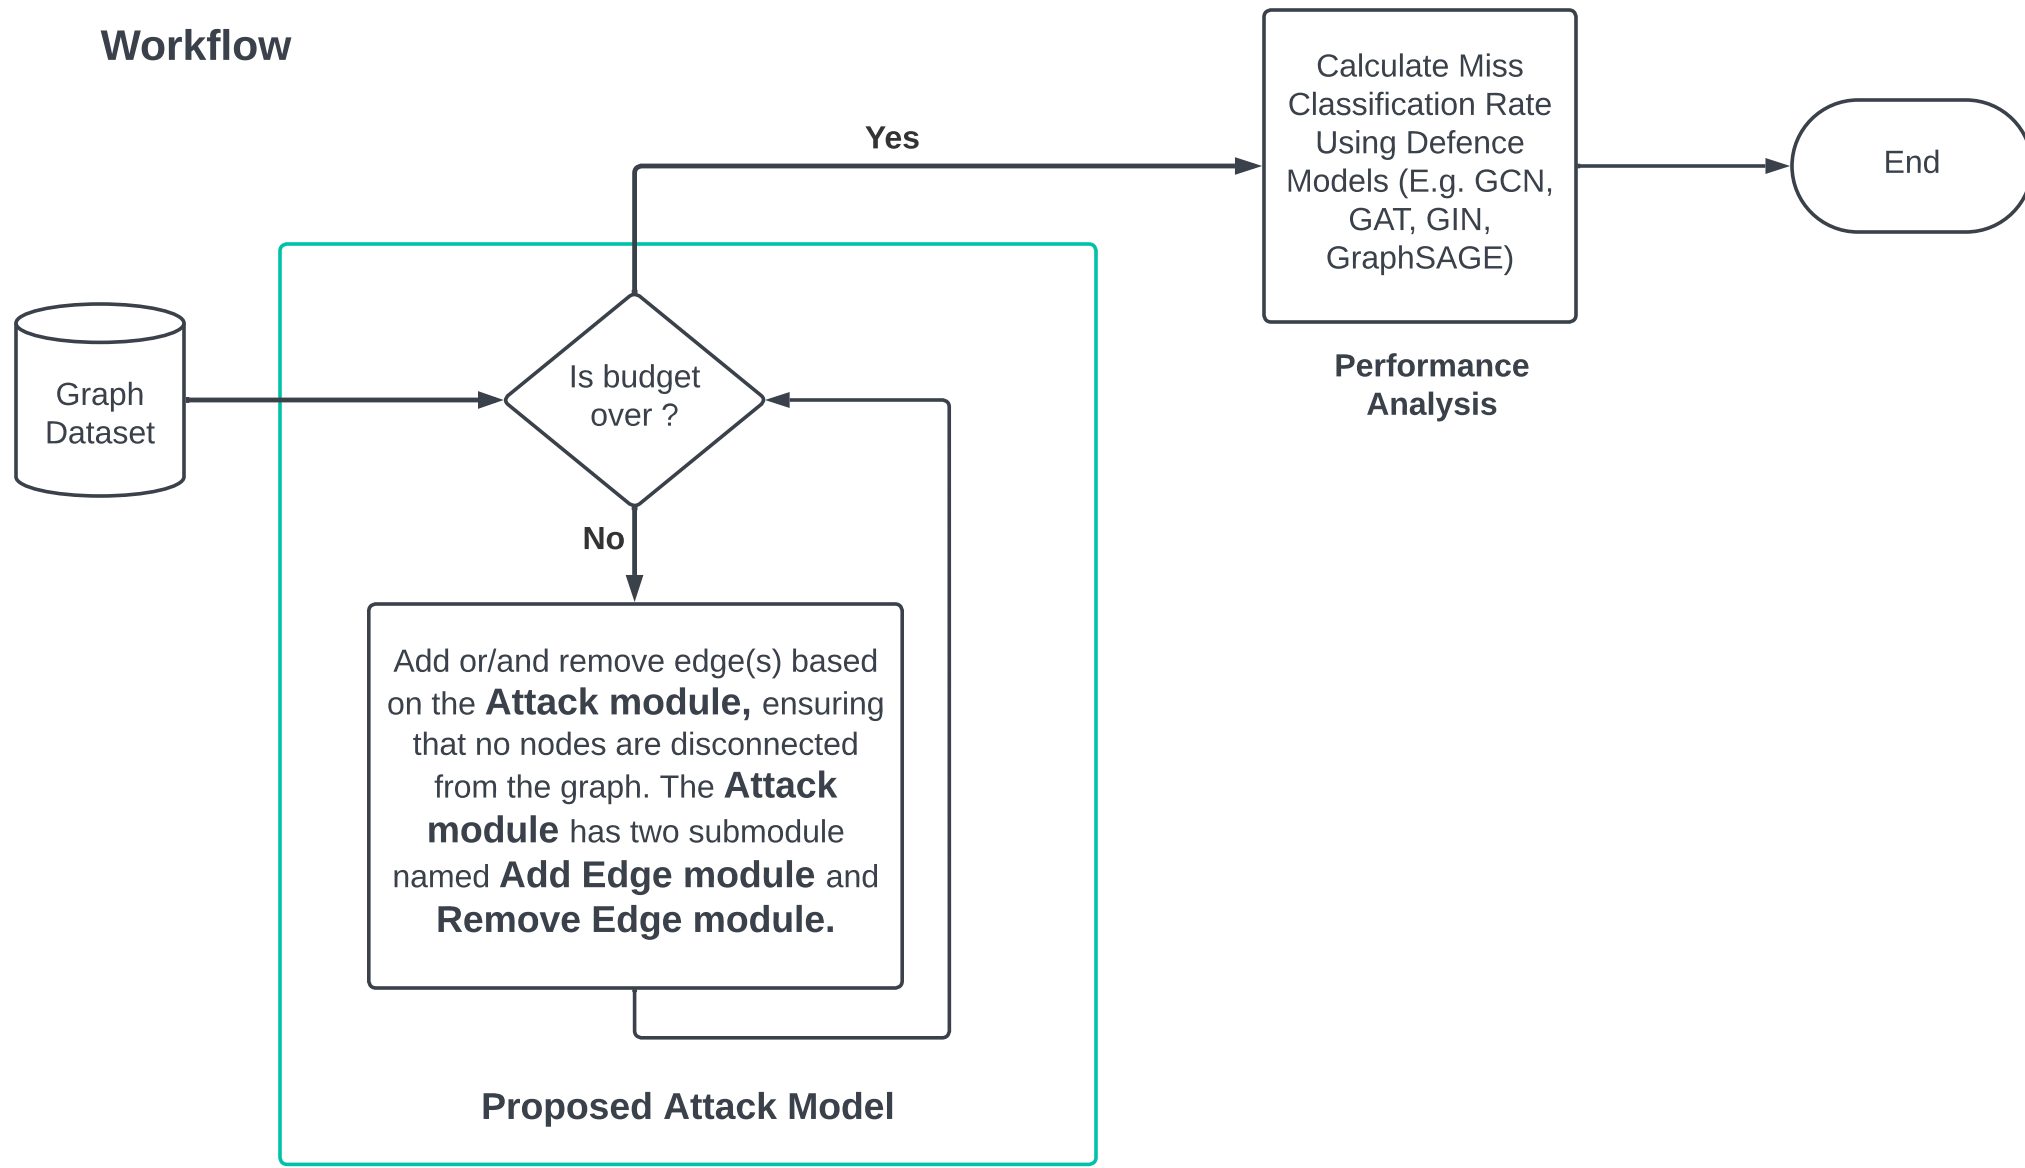 Workflow
Calculate Miss
Classification Rate
Using Defence
Models (E.g. GCN,
GAT, GIN,
GraphSAGE)
Yes
End
Performance
Analysis
Graph
Dataset
Is budget
over ?
No
Add or/and remove edge(s) based
on the Attack module, ensuring
that no nodes are disconnected
from the graph. The Attack
module has two submodule
named Add Edge module and
Remove Edge module.
Proposed Attack Model